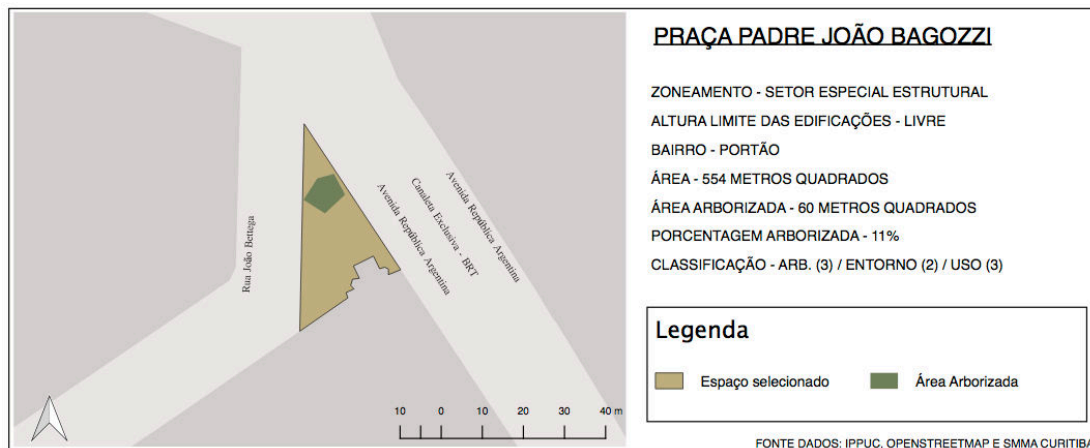 PRAÇA PADRE JOÃO BAGOZZI
ZONEAMENTO - SETOR ESPECIAL ESTRUTURAL
ALTURA LIMITE DAS EDIFICAÇÕES - LIVRE
BAIRRO - PORTÃO
ÁREA - 554 METROS QUADRADOS
ÁREA ARBORIZADA - 60 METROS QUADRADOS
PORCENTAGEM ARBORIZADA - 11%
CLASSIFICAÇÃO - ARB. (3) / ENTORNO (2) / USO (3)
Rua João Bettega
Avenida República Argentina
Canaleta Exclusiva - BRT
Avenida República Argentina
10 0 10 20 30 40 m
Legenda
Espaço selecionado
Área Arborizada
FONTE DADOS: IPPUC, OPENSTREETMAP E SMMA CURITIBA